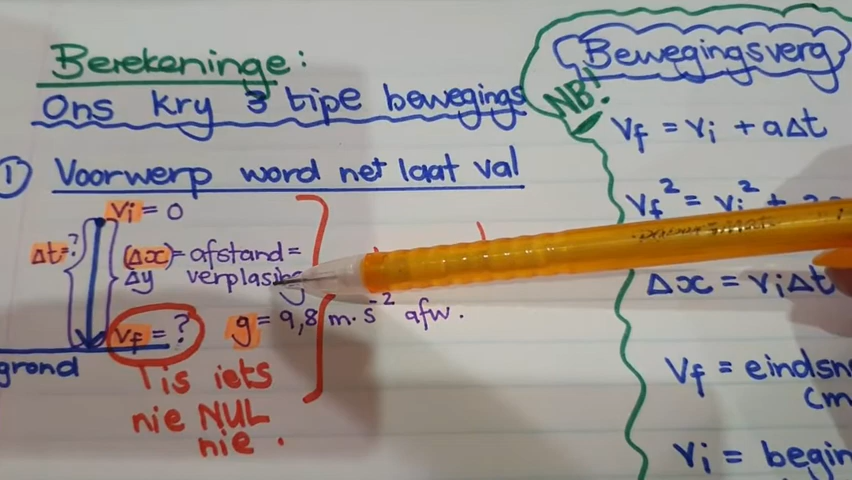 Berekeninge:
Ons kry 3 tipe bewegings
① Voorwerp word net laat val
vi = 0
Δt=?
(Δx) = afstand =
Δy verplasing
vf = ?
g = 9,8 m·s⁻² afw.
grond
is iets
nie NUL
nie.
Bewegingsverg
NB!
vf = vi + aΔt
vf² = vi² +
Δx = viΔt
vf = eindsn
vi = begin